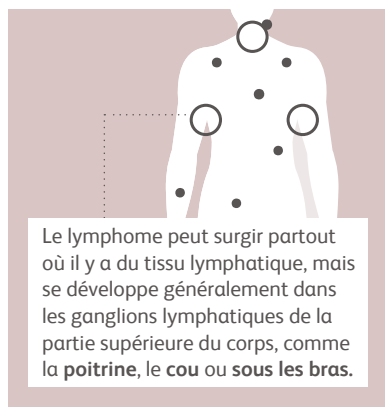 Le lymphome peut surgir partout
où il y a du tissu lymphatique, mais
se développe généralement dans
les ganglions lymphatiques de la
partie supérieure du corps, comme
la poitrine, le cou ou sous les bras.